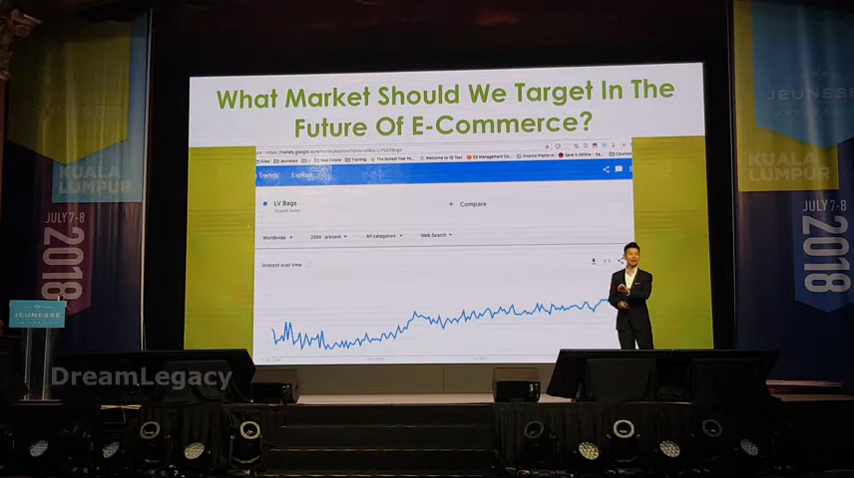 What Market Should We Target In The
Future Of E-Commerce?
Trends Explore
LV Bags
Search term
+ Compare
Worldwide
2004 - present
All categories
Web Search
Interest over time
KUALA
LUMPUR
JULY 7-8
2018
JEUNESSE
KUALA
LUMPUR
JULY 7-8
2018
JEUNESSE
DreamLegacy